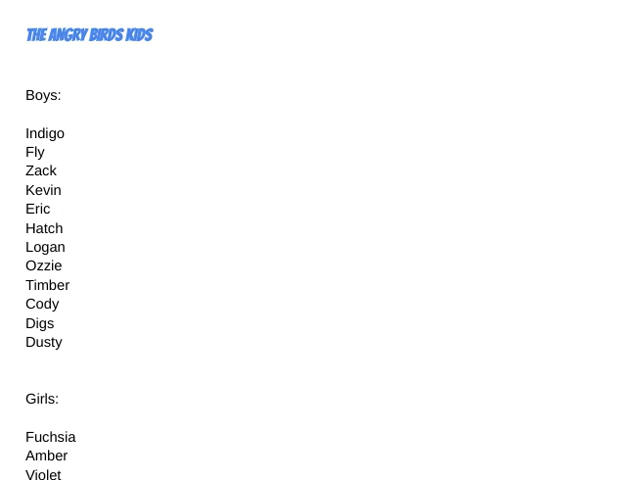 THE ANGRY BIRDS KIDS
Boys:
Indigo
Fly
Zack
Kevin
Eric
Hatch
Logan
Ozzie
Timber
Cody
Digs
Dusty
Girls:
Fuchsia
Amber
Violet